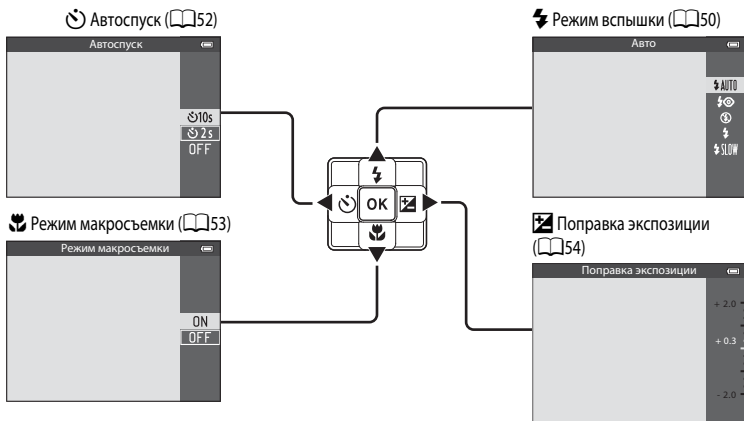 Автоспуск (52)
Автоспуск
10s
2s
OFF
Режим вспышки (50)
Авто
AUTO
SLOW
OK
Режим макросъемки (53)
Режим макросъемки
ON
OFF
Поправка экспозиции
(54)
Поправка экспозиции
+ 2.0
+ 0.3
- 2.0